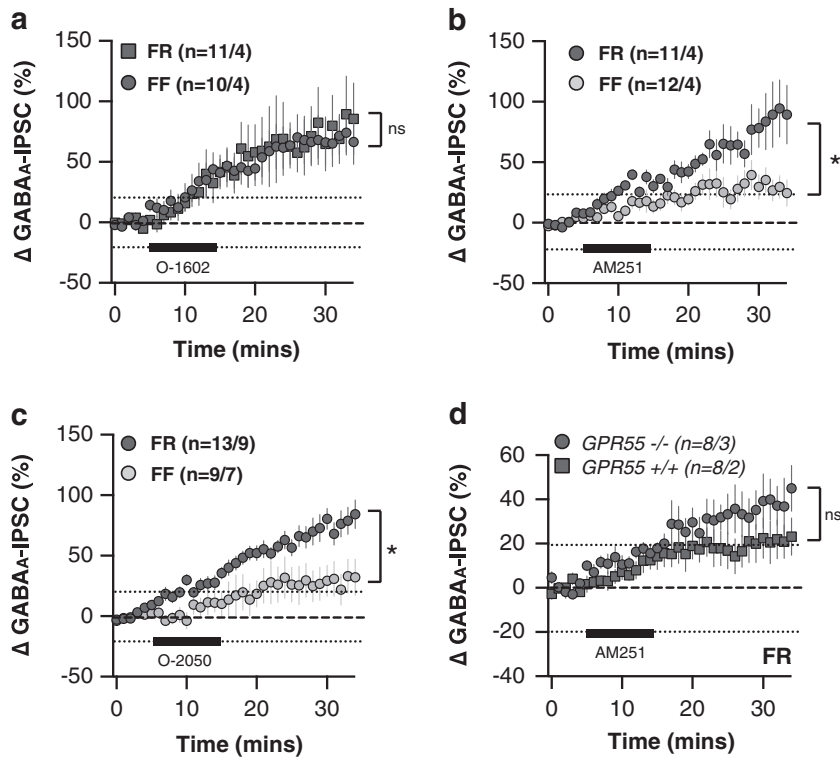 a
Δ GABAA-IPSC (%)
150
100
50
0
-50
FR (n=11/4)
FF (n=10/4)
ns
O-1602
0 10 20 30
Time (mins)
b
Δ GABAA-IPSC (%)
150
100
50
0
-50
FR (n=11/4)
FF (n=12/4)
*
AM251
0 10 20 30
Time (mins)
c
Δ GABAA-IPSC (%)
150
100
50
0
-50
FR (n=13/9)
FF (n=9/7)
*
O-2050
0 10 20 30
Time (mins)
d
Δ GABAA-IPSC (%)
60
40
20
0
-20
-40
GPR55 -/- (n=8/3)
GPR55 +/+ (n=8/2)
ns
AM251
FR
0 10 20 30
Time (mins)